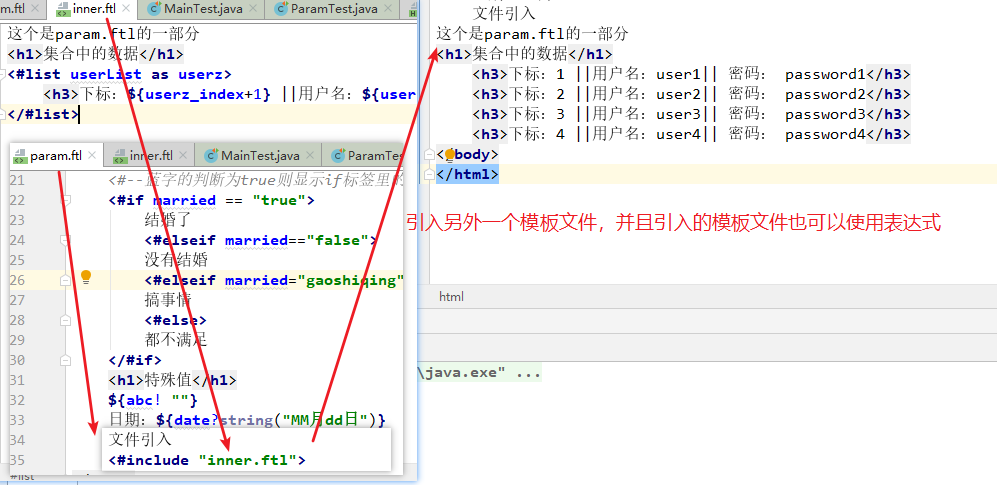 m.ftl × inner.ftl × MainTest.java × ParamTest.java ×
这个是param.ftl的一部分
<h1>集合中的数据</h1>
<#list userList as userz>
<h3>下标: ${userz_index+1} ||用户名: ${user
</#list>
param.ftl × inner.ftl × MainTest.java × ParamTe
21 <#--蓝字的判断为true则显示if标签里的
22 <#if married == "true">
23 结婚了
24 <#elseif married=="false">
25 没有结婚
26 <#elseif married="gaoshiqing"
27 搞事情
28 <#else>
29 都不满足
30 </#if>
31 <h1>特殊值</h1>
32 ${abc! ""}
33 日期: ${date?string("MM月dd日")}
34 文件引入
35 <#include "inner.ftl">
#list
文件引入
这个是param.ftl的一部分
<h1>集合中的数据</h1>
<h3>下标: 1 ||用户名: user1|| 密码: password1</h3>
<h3>下标: 2 ||用户名: user2|| 密码: password2</h3>
<h3>下标: 3 ||用户名: user3|| 密码: password3</h3>
<h3>下标: 4 ||用户名: user4|| 密码: password4</h3>
</body>
</html>
引入另外一个模板文件，并且引入的模板文件也可以使用表达式
html
\java.exe" ...